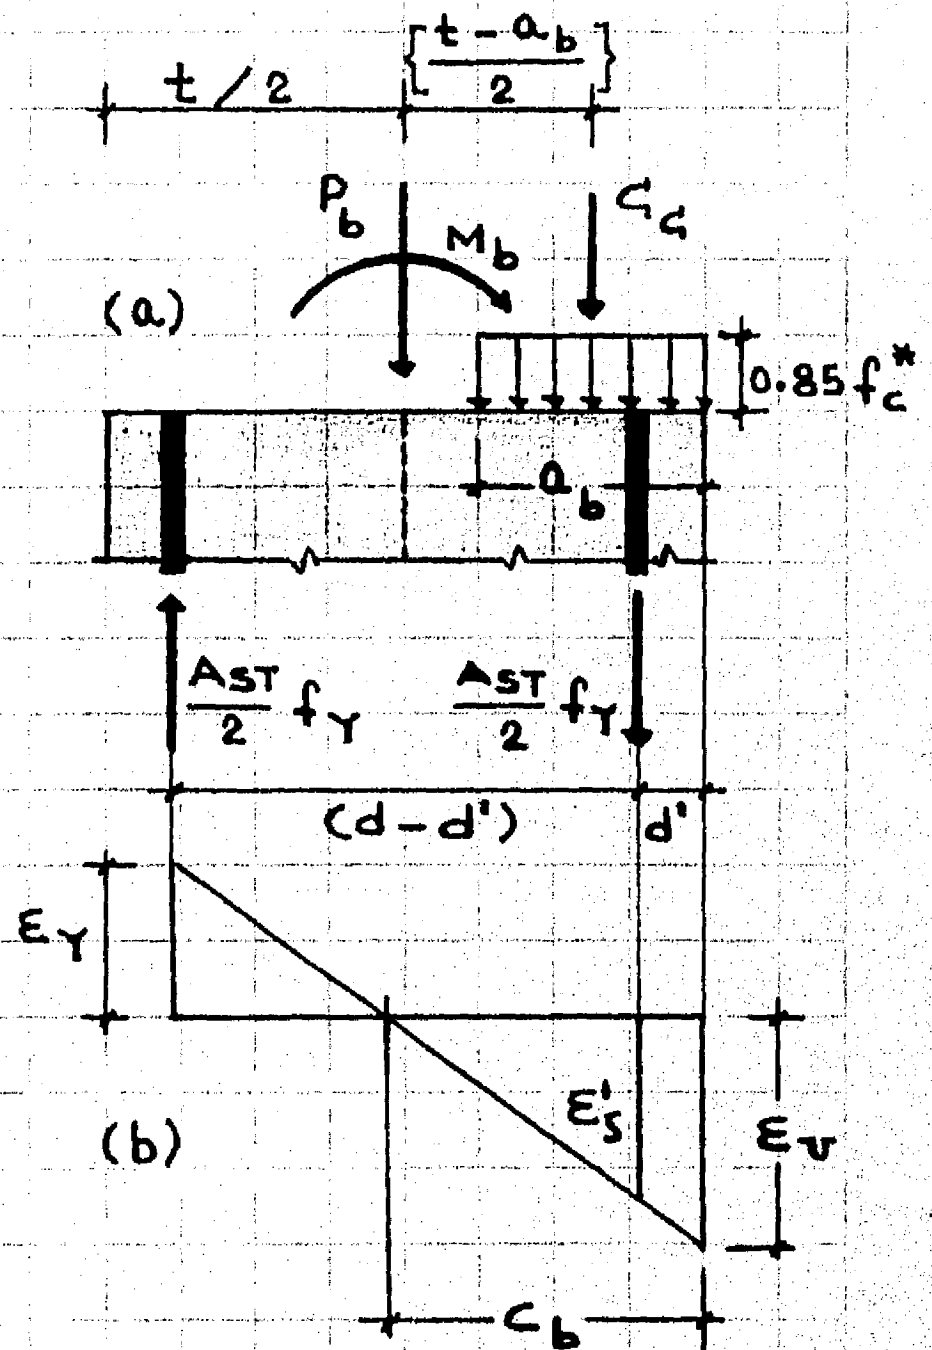 t/2
{t - a_b / 2}
P_b
M_b
C_c
(a)
0.85 f_c*
a_b
A_ST/2 f_Y
A_ST/2 f_Y
(d - d')
d'
ε_Y
ε'_s
(b)
ε_u
c_b